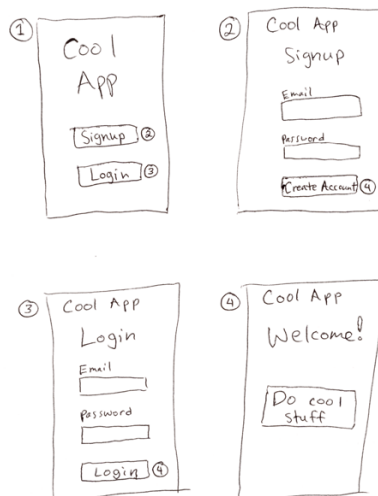 1
Cool
App
Signup 2
Login 3
2
Cool App
Signup
Email
Password
Create Account 4
3
Cool App
Login
Email
Password
Login 4
4
Cool App
Welcome!
Do cool
stuff